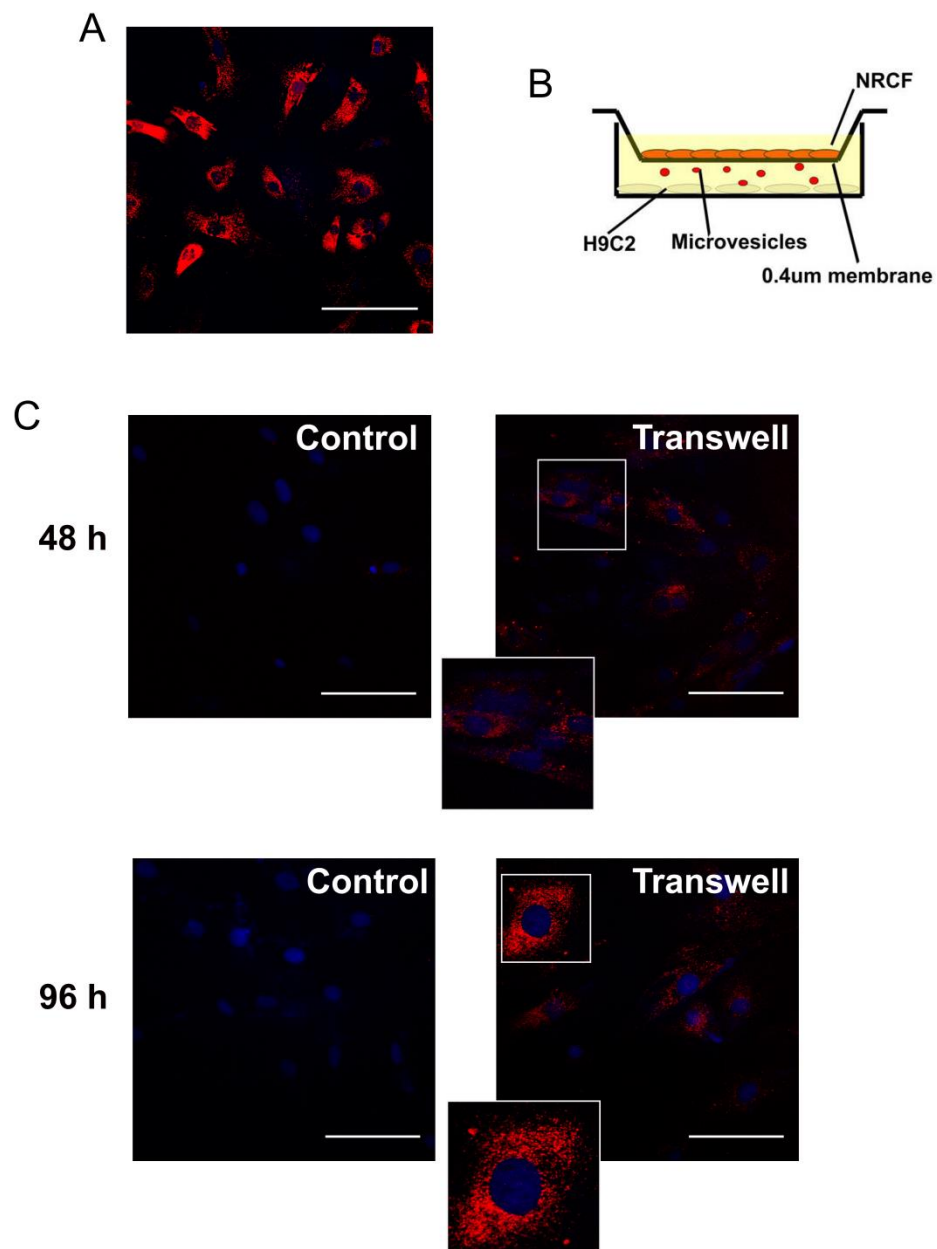 A
B
NRCF
H9C2
Microvesicles
0.4um membrane
C
Control
Transwell
48 h
Control
Transwell
96 h